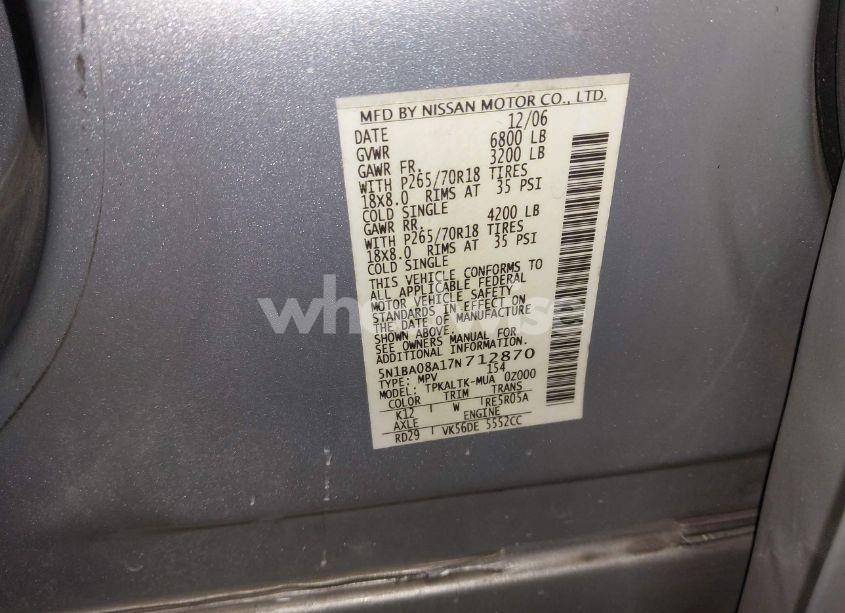 MFD BY NISSAN MOTOR CO., LTD.
DATE 12/06
GVWR 6800 LB
GAWR FR. 3200 LB
WITH P265/70R18 TIRES
18X8.0 RIMS AT 35 PSI
COLD SINGLE
GAWR RR. 4200 LB
WITH P265/70R18 TIRES
18X8.0 RIMS AT 35 PSI
COLD SINGLE
THIS VEHICLE CONFORMS TO
ALL APPLICABLE FEDERAL
MOTOR VEHICLE SAFETY
STANDARDS IN EFFECT ON
THE DATE OF MANUFACTURE
SHOWN ABOVE.
SEE OWNERS MANUAL FOR
ADDITIONAL INFORMATION.
5N1BA08A17N712870
TYPE: MPV 154
MODEL: TPKALTK-MUA 0Z000
COLOR TRIM TRANS
K12 W RE5R05A
AXLE ENGINE
RD29 VK56DE 5552CC